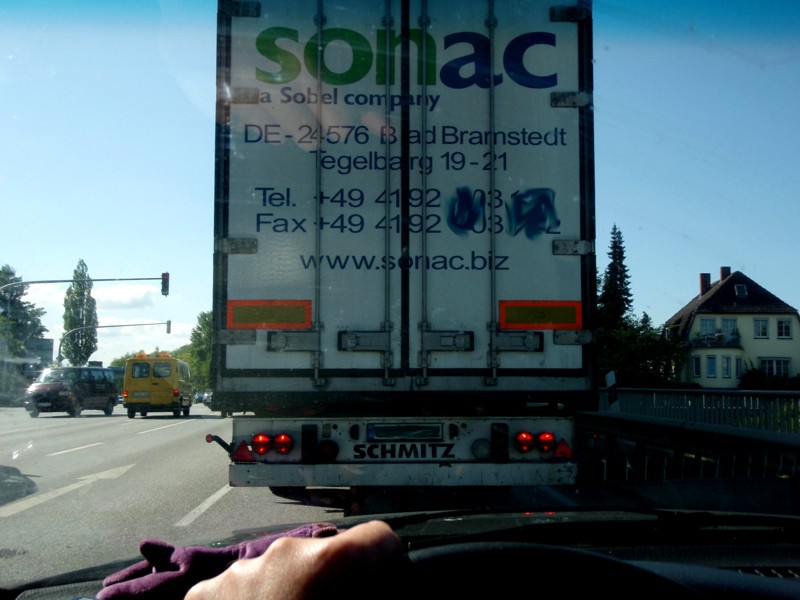 sonac
a Sobel company
DE-24576 Bad Bramstedt
Tegelbarg 19-21
Tel. +49 4192
Fax +49 4192
www.sonac.biz
SCHMITZ